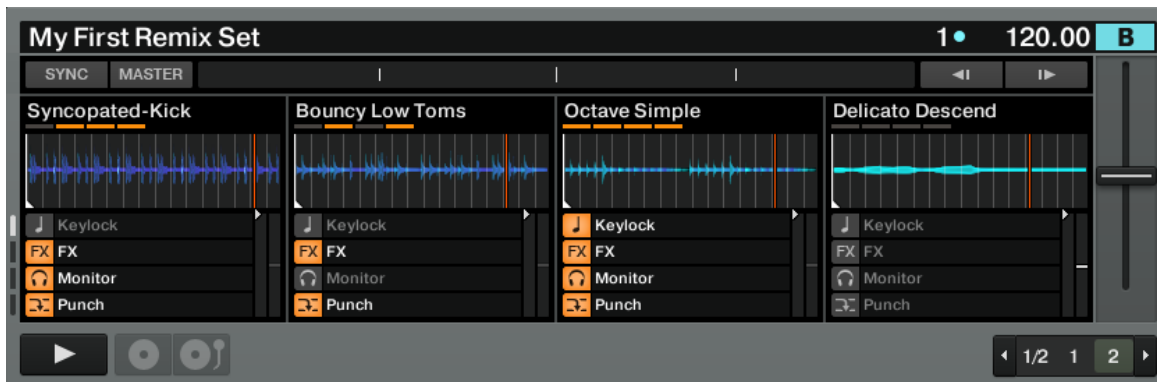 My First Remix Set 1 120.00 B
SYNC MASTER
Syncopated-Kick Bouncy Low Toms Octave Simple Delicato Descend
Keylock Keylock Keylock Keylock
FX FX FX FX FX FX FX FX
Monitor Monitor Monitor Monitor
Punch Punch Punch Punch
1/2 1 2